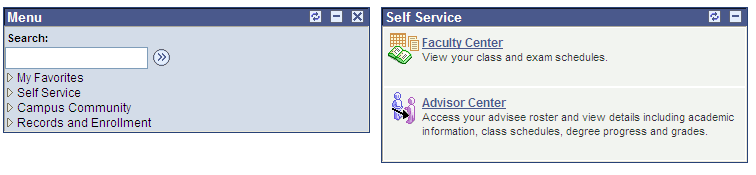 Menu
Search:
My Favorites
Self Service
Campus Community
Records and Enrollment
Self Service
Faculty Center
View your class and exam schedules.
Advisor Center
Access your advisee roster and view details including academic
information, class schedules, degree progress and grades.